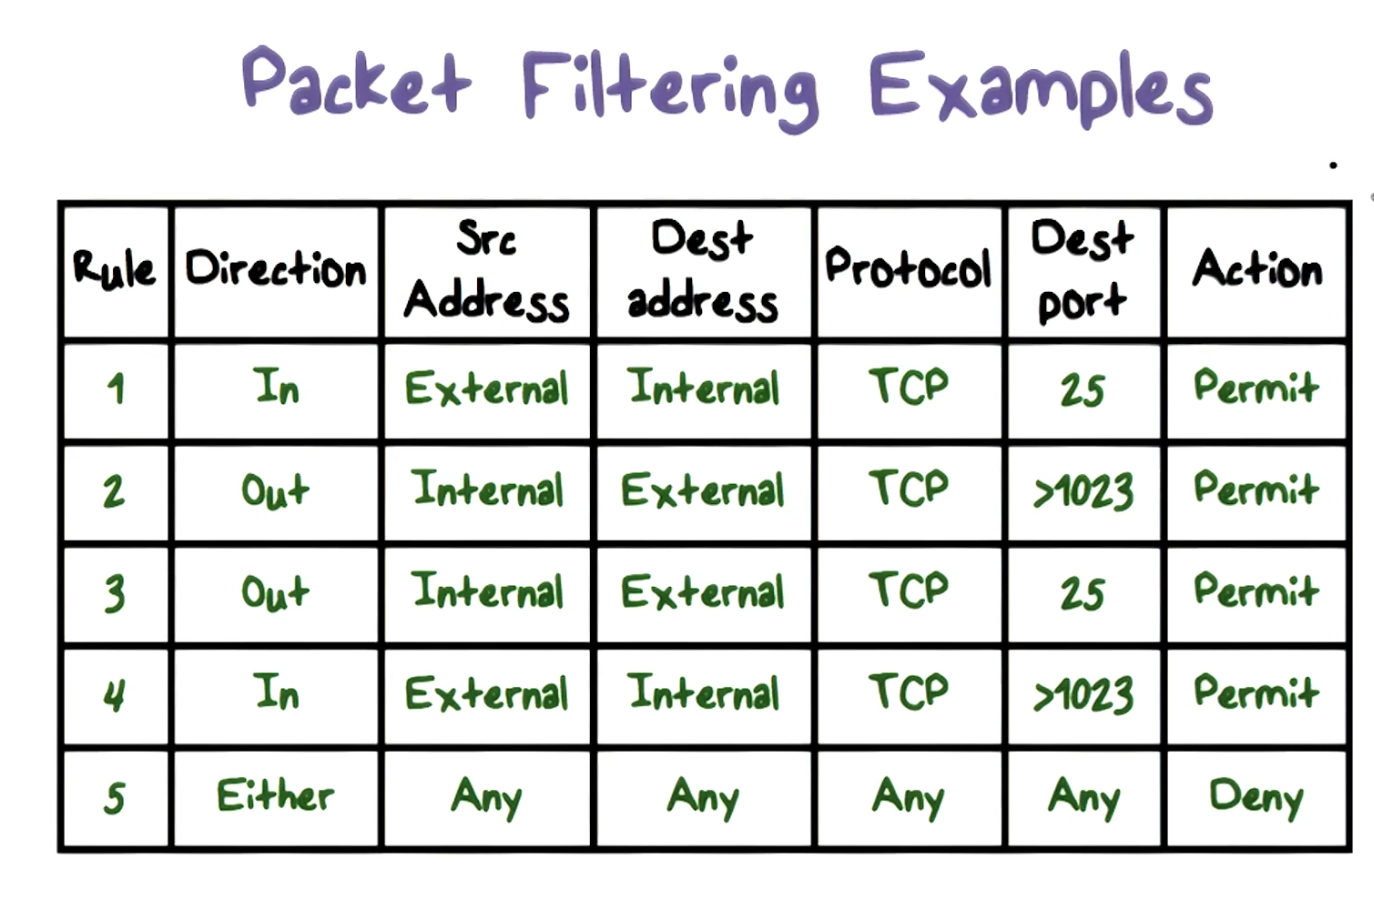 Packet Filtering Examples
Rule Direction Src Address Dest address Protocol Dest port Action
1 In External Internal TCP 25 Permit
2 Out Internal External TCP >1023 Permit
3 Out Internal External TCP 25 Permit
4 In External Internal TCP >1023 Permit
5 Either Any Any Any Any Deny